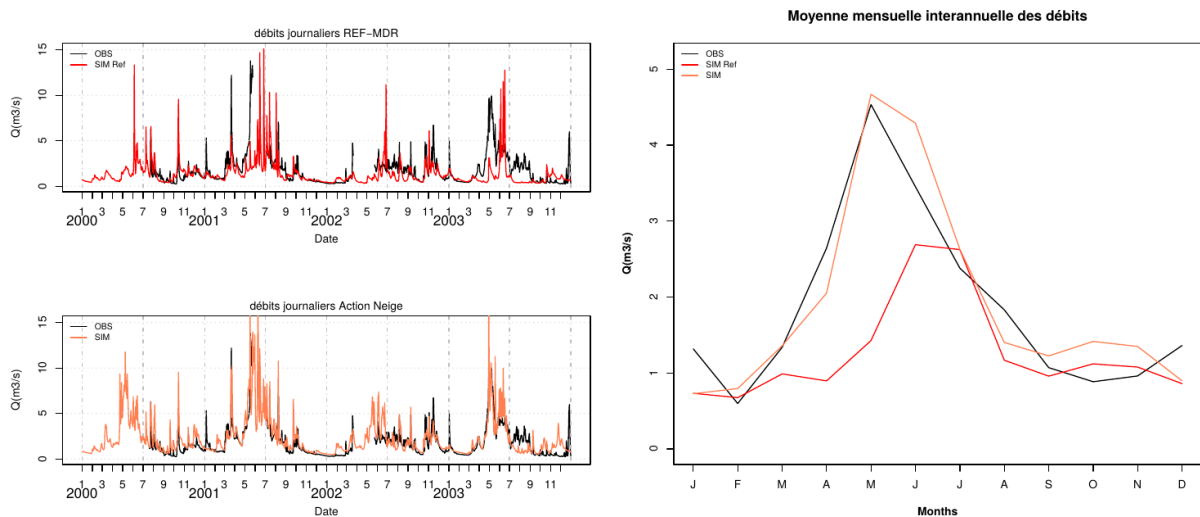 débits journaliers REF−MDR
OBS
SIM Ref
Q(m3/s)
15
10
5
0
1 3 5 7 9 11 1 3 5 7 9 11 1 3 5 7 9 11 1 3 5 7 9 11
2000 2001 2002 2003
Date
débits journaliers Action Neige
OBS
SIM
Q(m3/s)
15
10
5
0
1 3 5 7 9 11 1 3 5 7 9 11 1 3 5 7 9 11 1 3 5 7 9 11
2000 2001 2002 2003
Date
Moyenne mensuelle interannuelle des débits
OBS
SIM Ref
SIM
Q(m3/s)
5
4
3
2
1
0
J F M A M J J A S O N D
Months